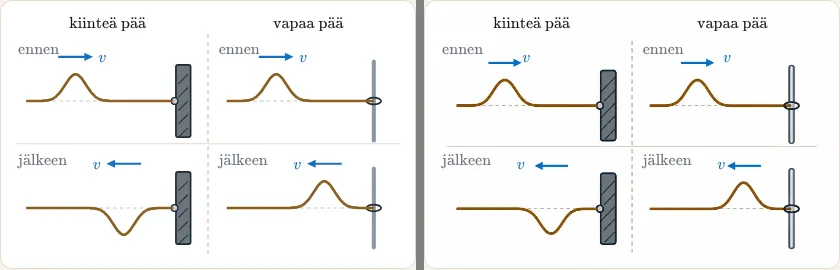 kiinteä pää
vapaa pää
ennen
v
ennen
v
jälkeen
v
jälkeen
v
kiinteä pää
vapaa pää
ennen
v
ennen
v
jälkeen
v
jälkeen
v